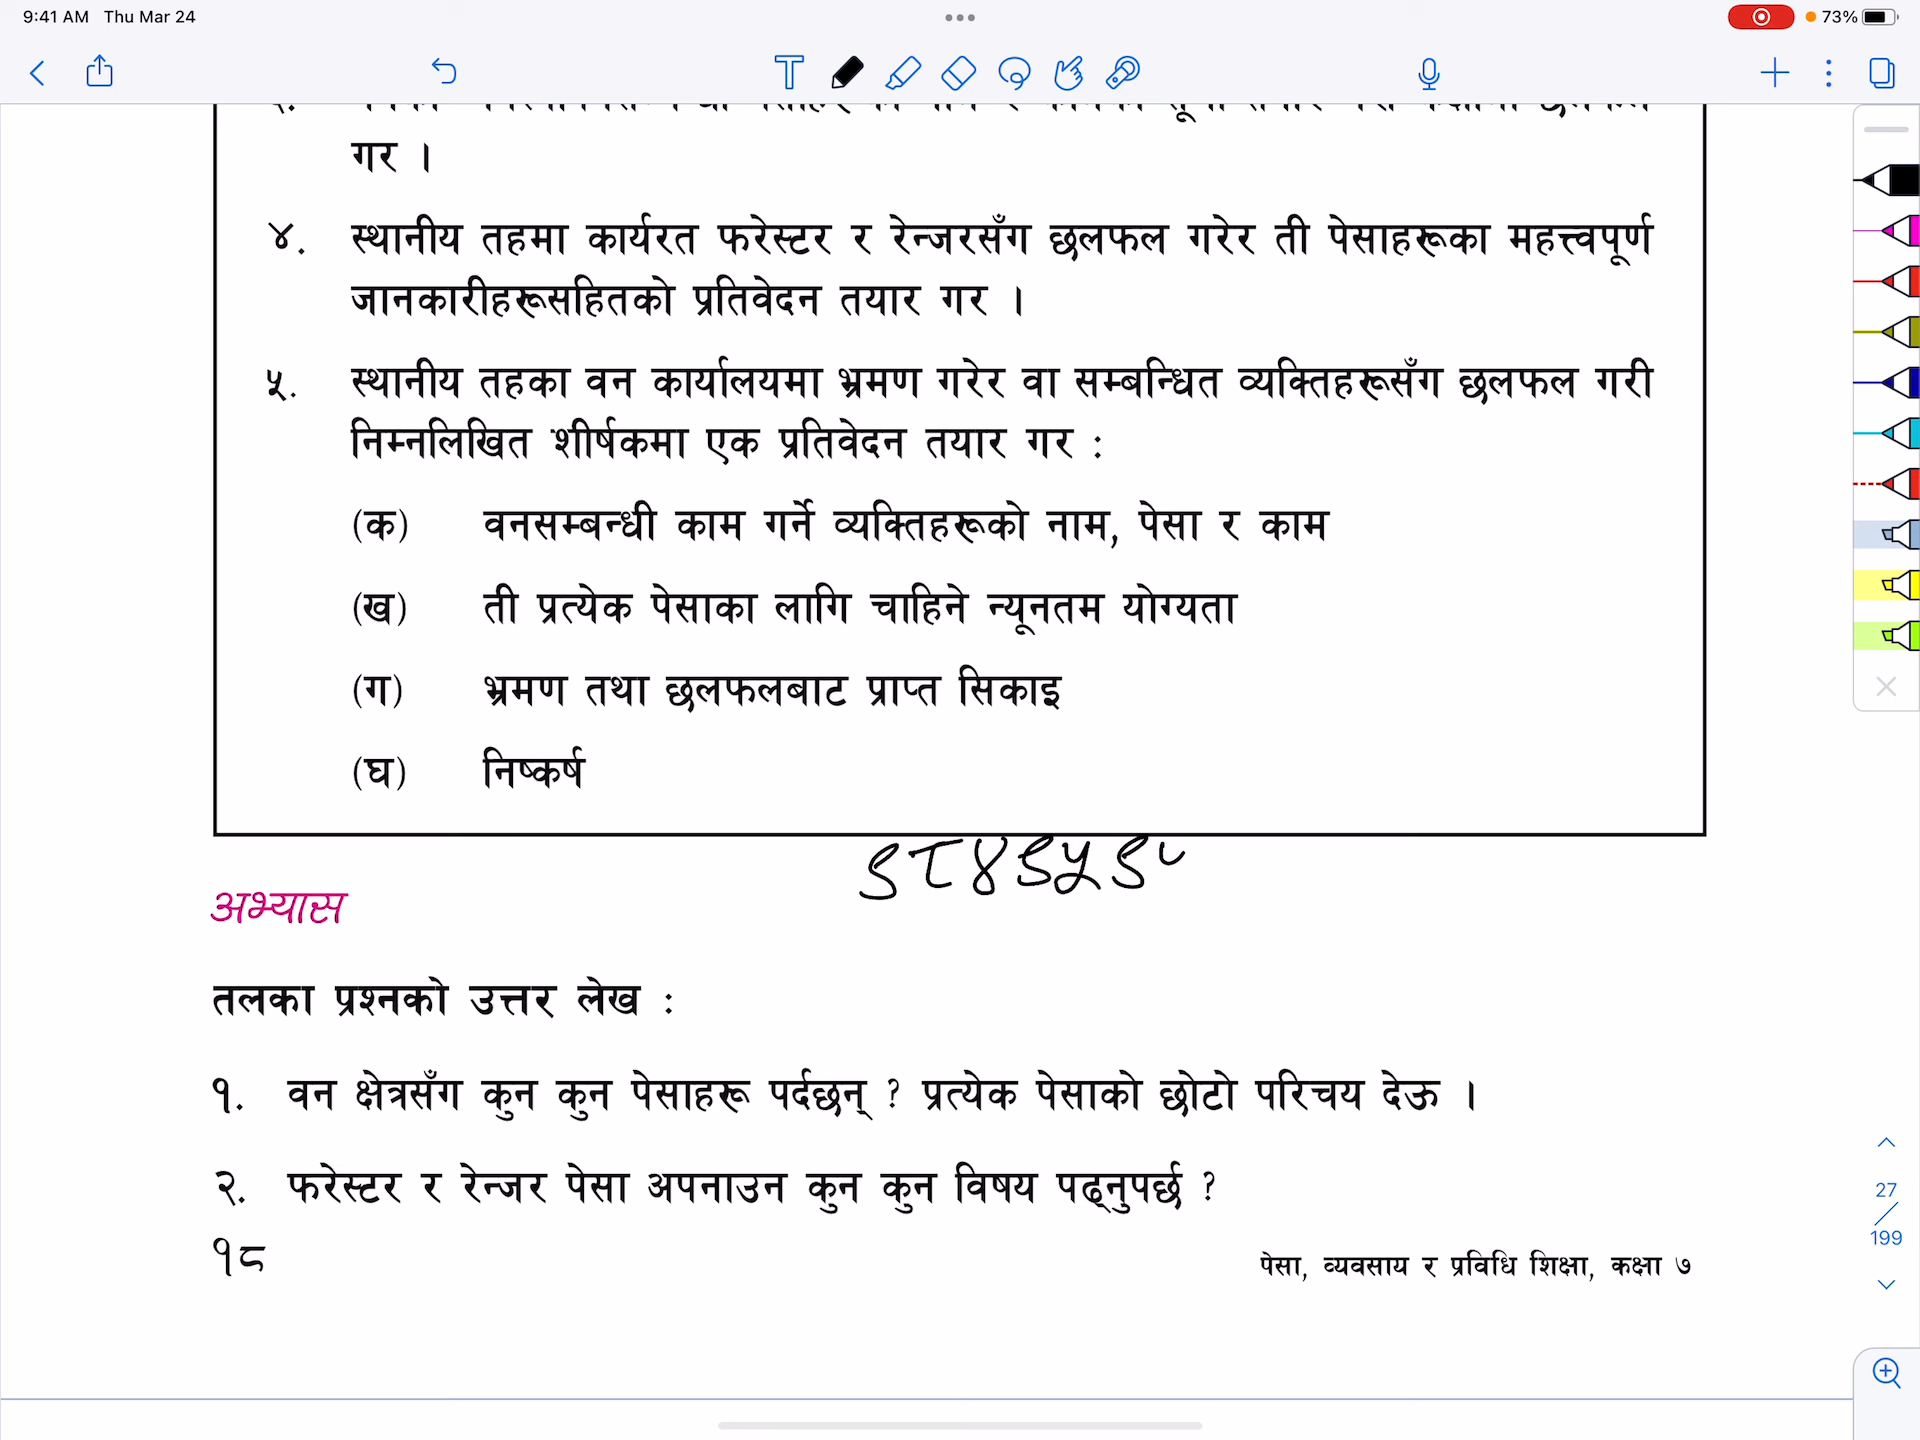 9:41 AM Thu Mar 24
73%
गर ।
४. स्थानीय तहमा कार्यरत फरेस्टर र रेन्जरसँग छलफल गरेर ती पेसाहरूका महत्त्वपूर्ण
जानकारीहरूसहितको प्रतिवेदन तयार गर ।
५. स्थानीय तहका वन कार्यालयमा भ्रमण गरेर वा सम्बन्धित व्यक्तिहरूसँग छलफल गरी
निम्नलिखित शीर्षकमा एक प्रतिवेदन तयार गर :
(क) वनसम्बन्धी काम गर्ने व्यक्तिहरूको नाम, पेसा र काम
(ख) ती प्रत्येक पेसाका लागि चाहिने न्यूनतम योग्यता
(ग) भ्रमण तथा छलफलबाट प्राप्त सिकाइ
(घ) निष्कर्ष
अभ्यास
तलका प्रश्नको उत्तर लेख :
१. वन क्षेत्रसँग कुन कुन पेसाहरू पर्दछन् ? प्रत्येक पेसाको छोटो परिचय देऊ ।
२. फरेस्टर र रेन्जर पेसा अपनाउन कुन कुन विषय पढ्नुपर्छ ?
१८
पेसा, व्यवसाय र प्रविधि शिक्षा, कक्षा ७
27
199